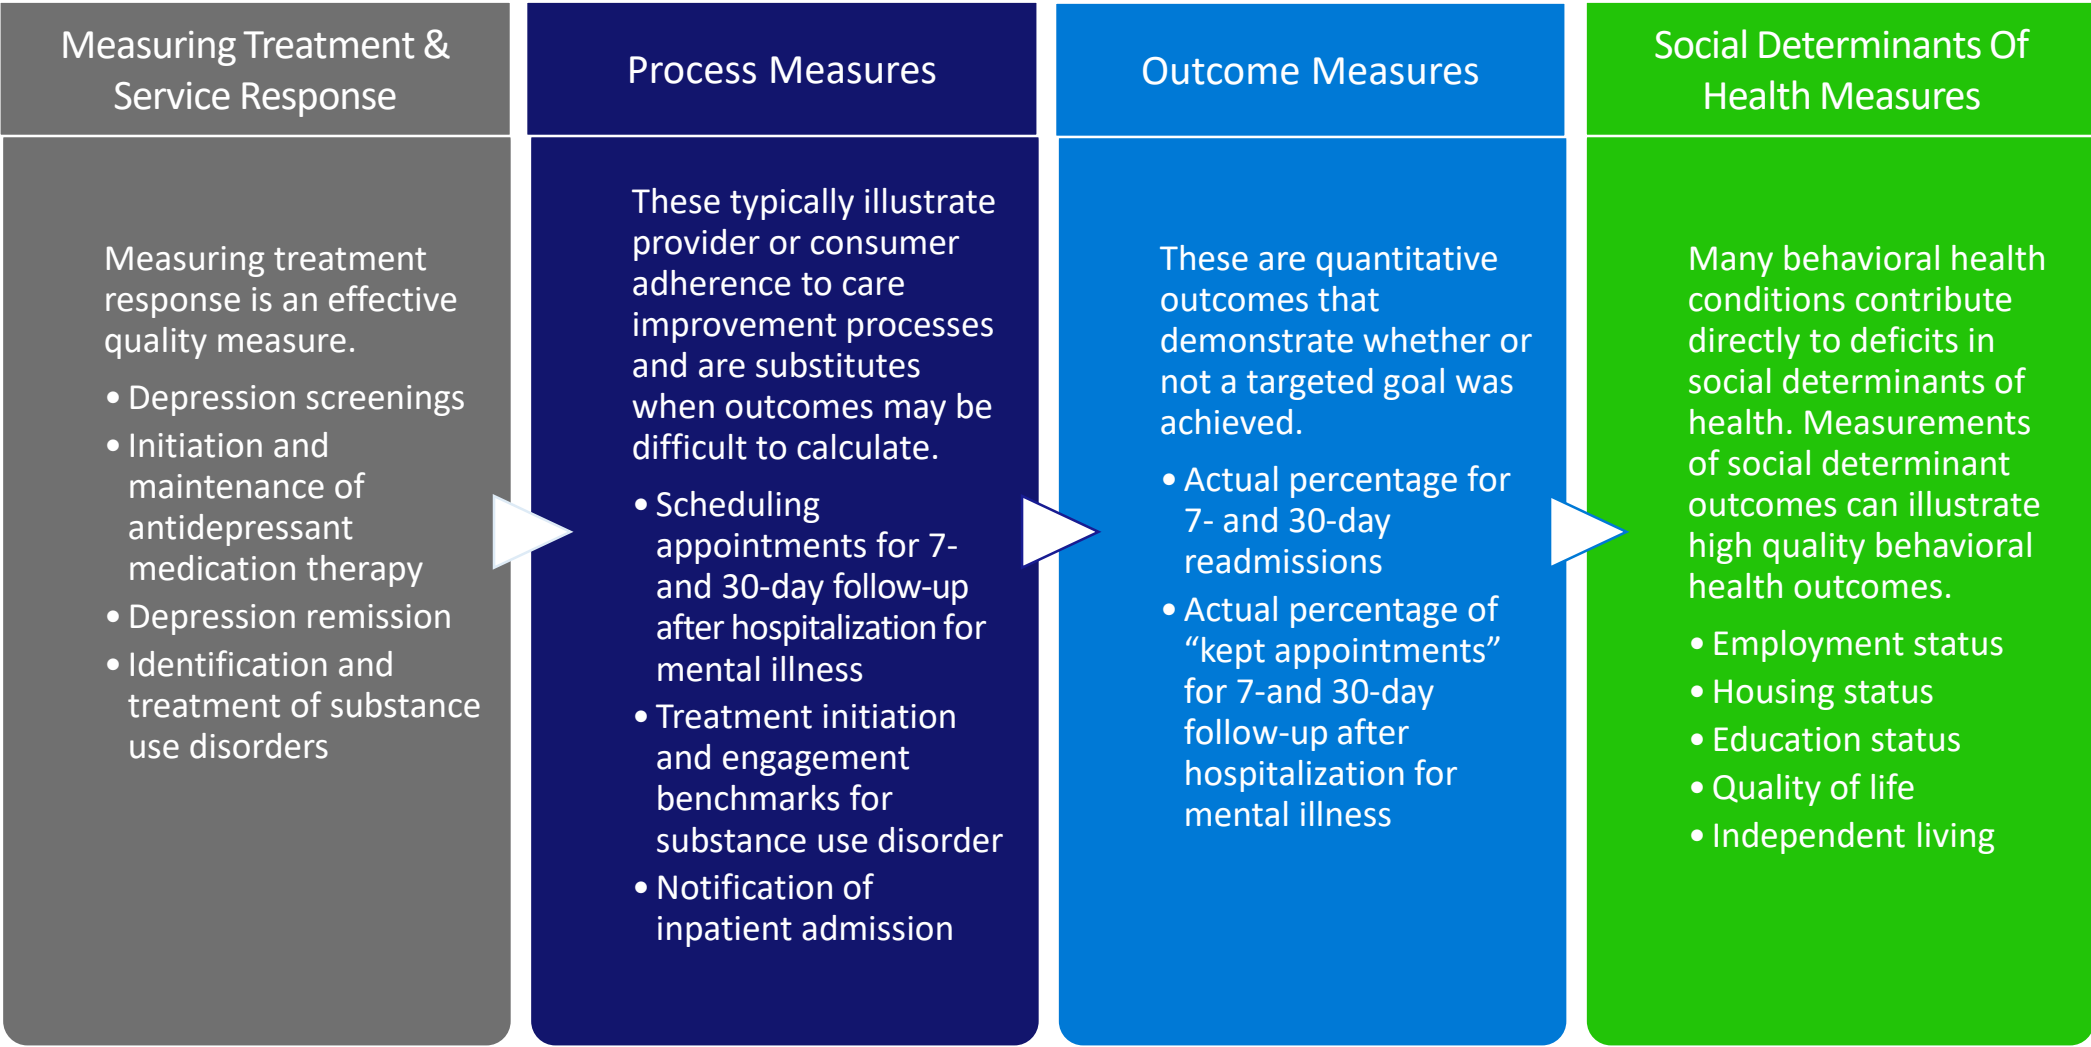 Measuring Treatment &
Service Response
Measuring treatment
response is an effective
quality measure.
• Depression screenings
• Initiation and
maintenance of
antidepressant
medication therapy
• Depression remission
• Identification and
treatment of substance
use disorders
Process Measures
These typically illustrate
provider or consumer
adherence to care
improvement processes
and are substitutes
when outcomes may be
difficult to calculate.
• Scheduling
appointments for 7-
and 30-day follow-up
after hospitalization for
mental illness
• Treatment initiation
and engagement
benchmarks for
substance use disorder
• Notification of
inpatient admission
Outcome Measures
These are quantitative
outcomes that
demonstrate whether or
not a targeted goal was
achieved.
• Actual percentage for
7- and 30-day
readmissions
• Actual percentage of
“kept appointments”
for 7-and 30-day
follow-up after
hospitalization for
mental illness
Social Determinants Of
Health Measures
Many behavioral health
conditions contribute
directly to deficits in
social determinants of
health. Measurements
of social determinant
outcomes can illustrate
high quality behavioral
health outcomes.
• Employment status
• Housing status
• Education status
• Quality of life
• Independent living